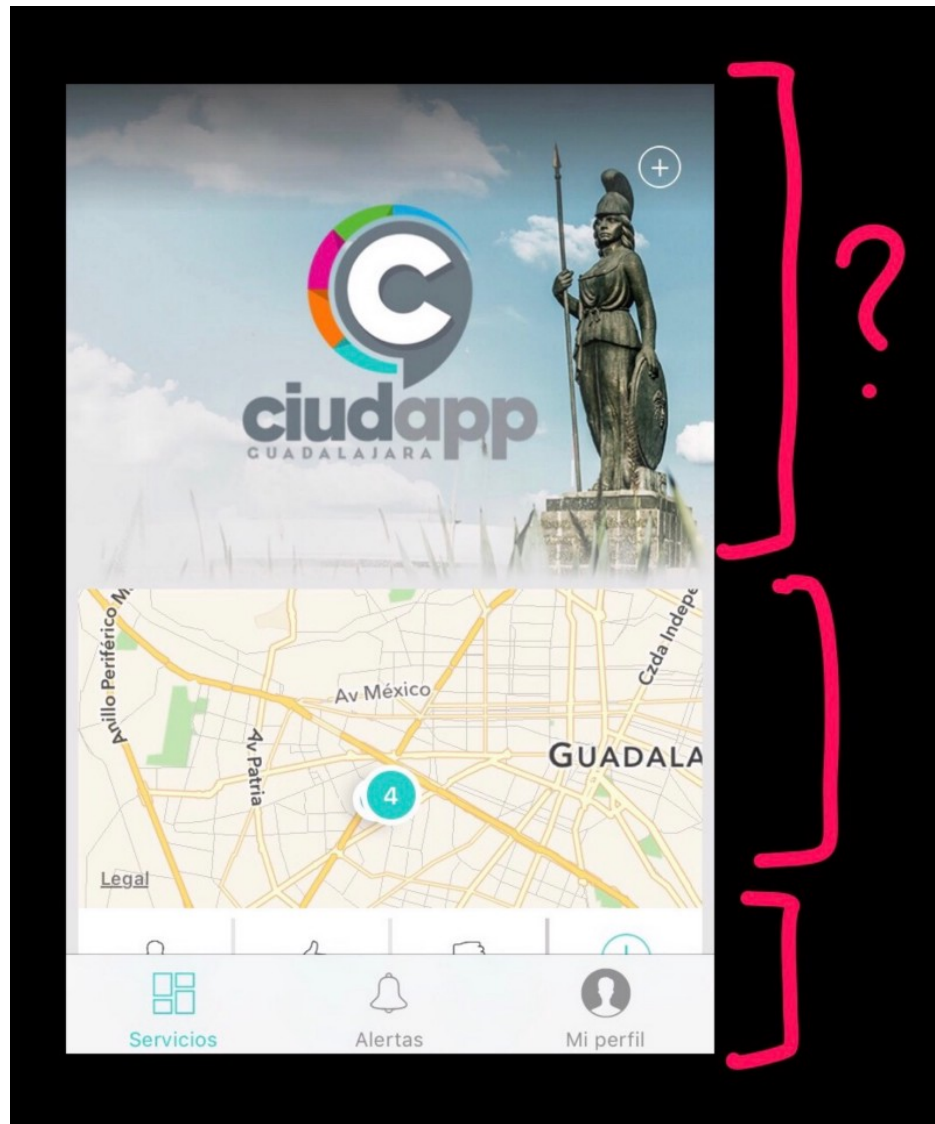 ?
C
ciudapp
GUADALAJARA
Anillo Periférico M
Av México
Czda Indepe
Av Patria
GUADALA
4
Legal
Servicios
Alertas
Mi perfil